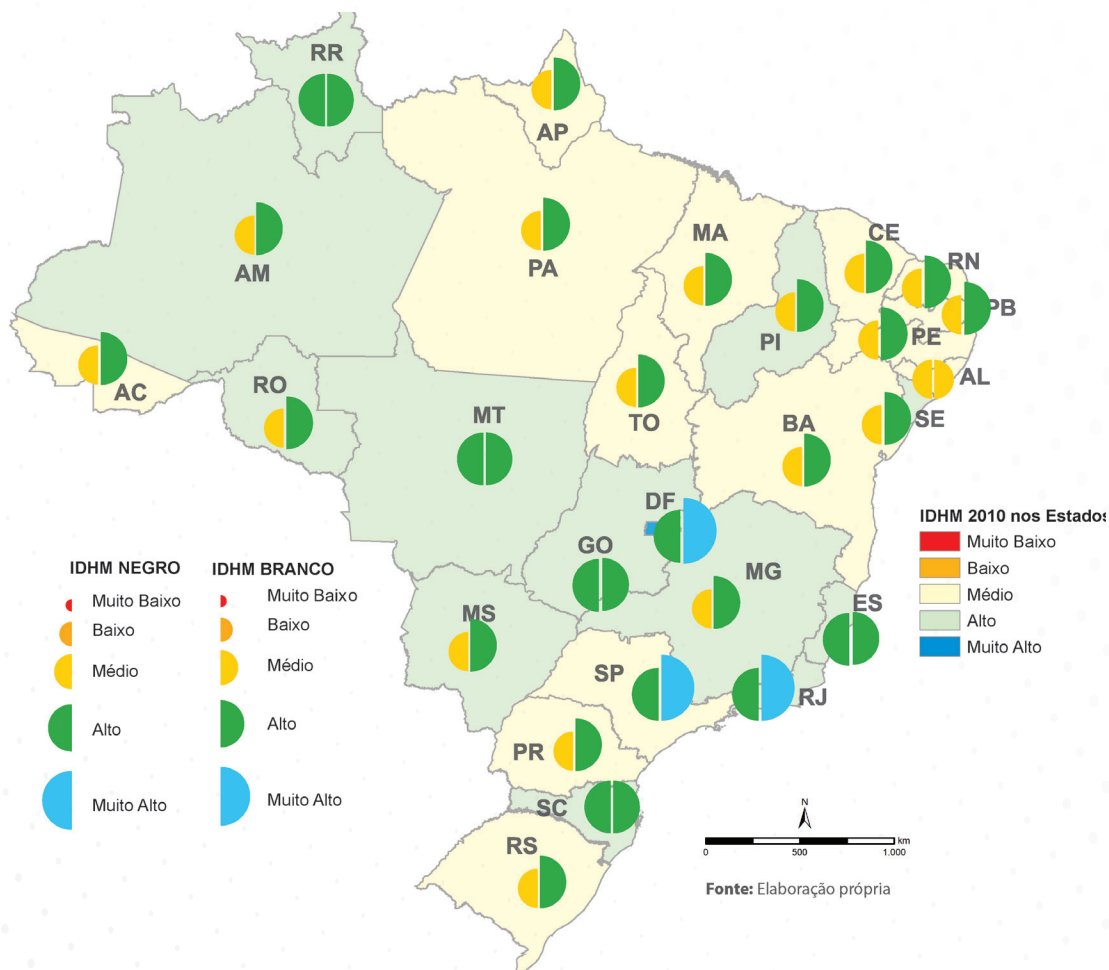 RR
AP
AM
PA
MA
CE
RN
PB
PI
PE
AL
SE
AC
RO
MT
TO
BA
DF
GO
MG
MS
ES
SP
RJ
PR
SC
RS
IDHM NEGRO
Muito Baixo
Baixo
Médio
Alto
Muito Alto
IDHM BRANCO
Muito Baixo
Baixo
Médio
Alto
Muito Alto
IDHM 2010 nos Estados
Muito Baixo
Baixo
Médio
Alto
Muito Alto
N
km
0 500 1.000
Fonte: Elaboração própria